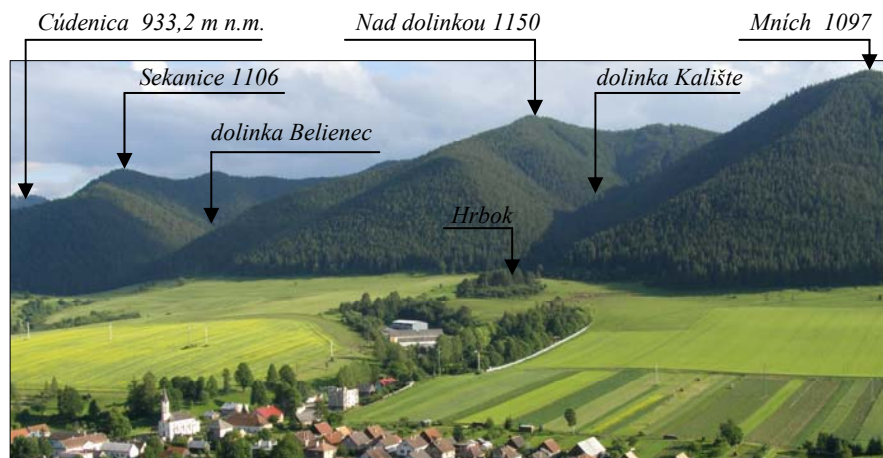 Cúdenica 933,2 m n.m.
Nad dolinkou 1150
Mních 1097
Sekanice 1106
dolinka Kalište
dolinka Belienec
Hrbok